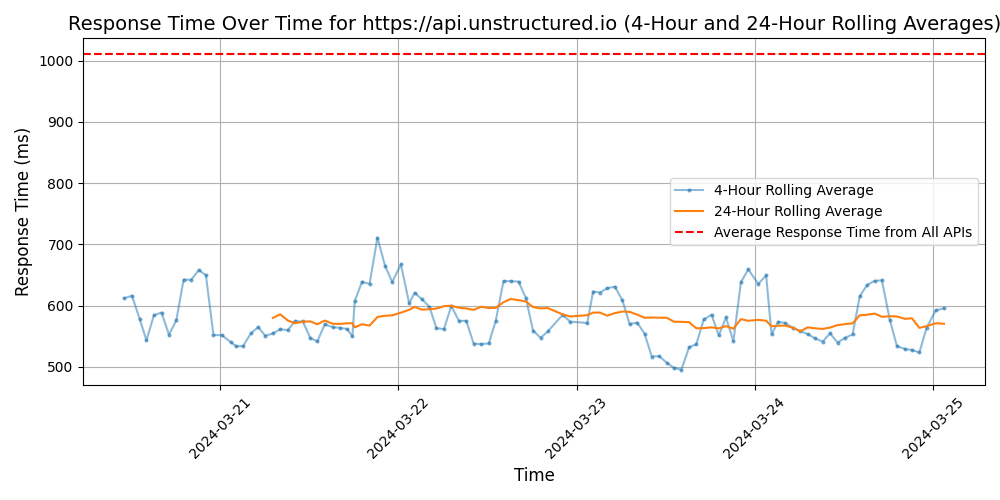 Response Time Over Time for https://api.unstructured.io (4-Hour and 24-Hour Rolling Averages)
Response Time (ms)
1000
900
800
700
600
500
4-Hour Rolling Average
24-Hour Rolling Average
Average Response Time from All APIs
2024-03-21
2024-03-22
2024-03-23
2024-03-24
2024-03-25
Time